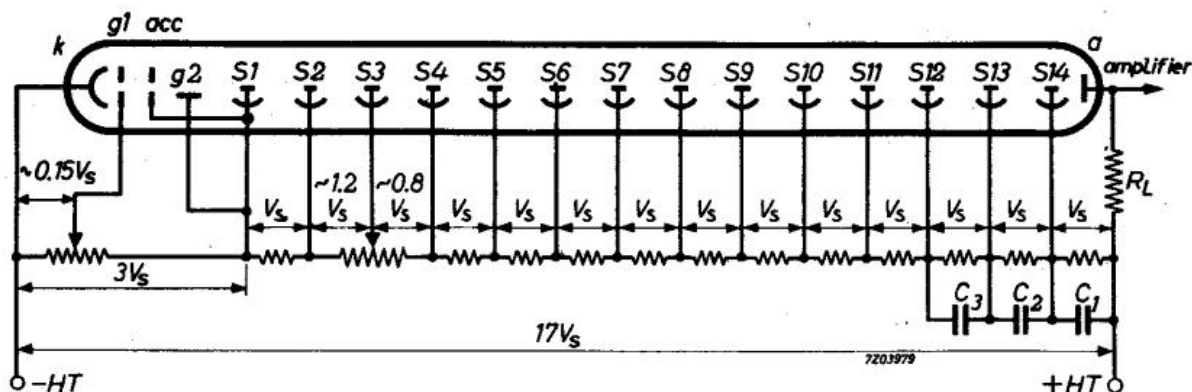 g1 acc
k a
g2 S1 S2 S3 S4 S5 S6 S7 S8 S9 S10 S11 S12 S13 S14 amplifier
~0.15Vs ~1.2 ~0.8 RL
Vs Vs Vs Vs Vs Vs Vs Vs Vs Vs Vs Vs Vs Vs
3Vs C3 C2 C1
17Vs
7Z03979
-HT +HT